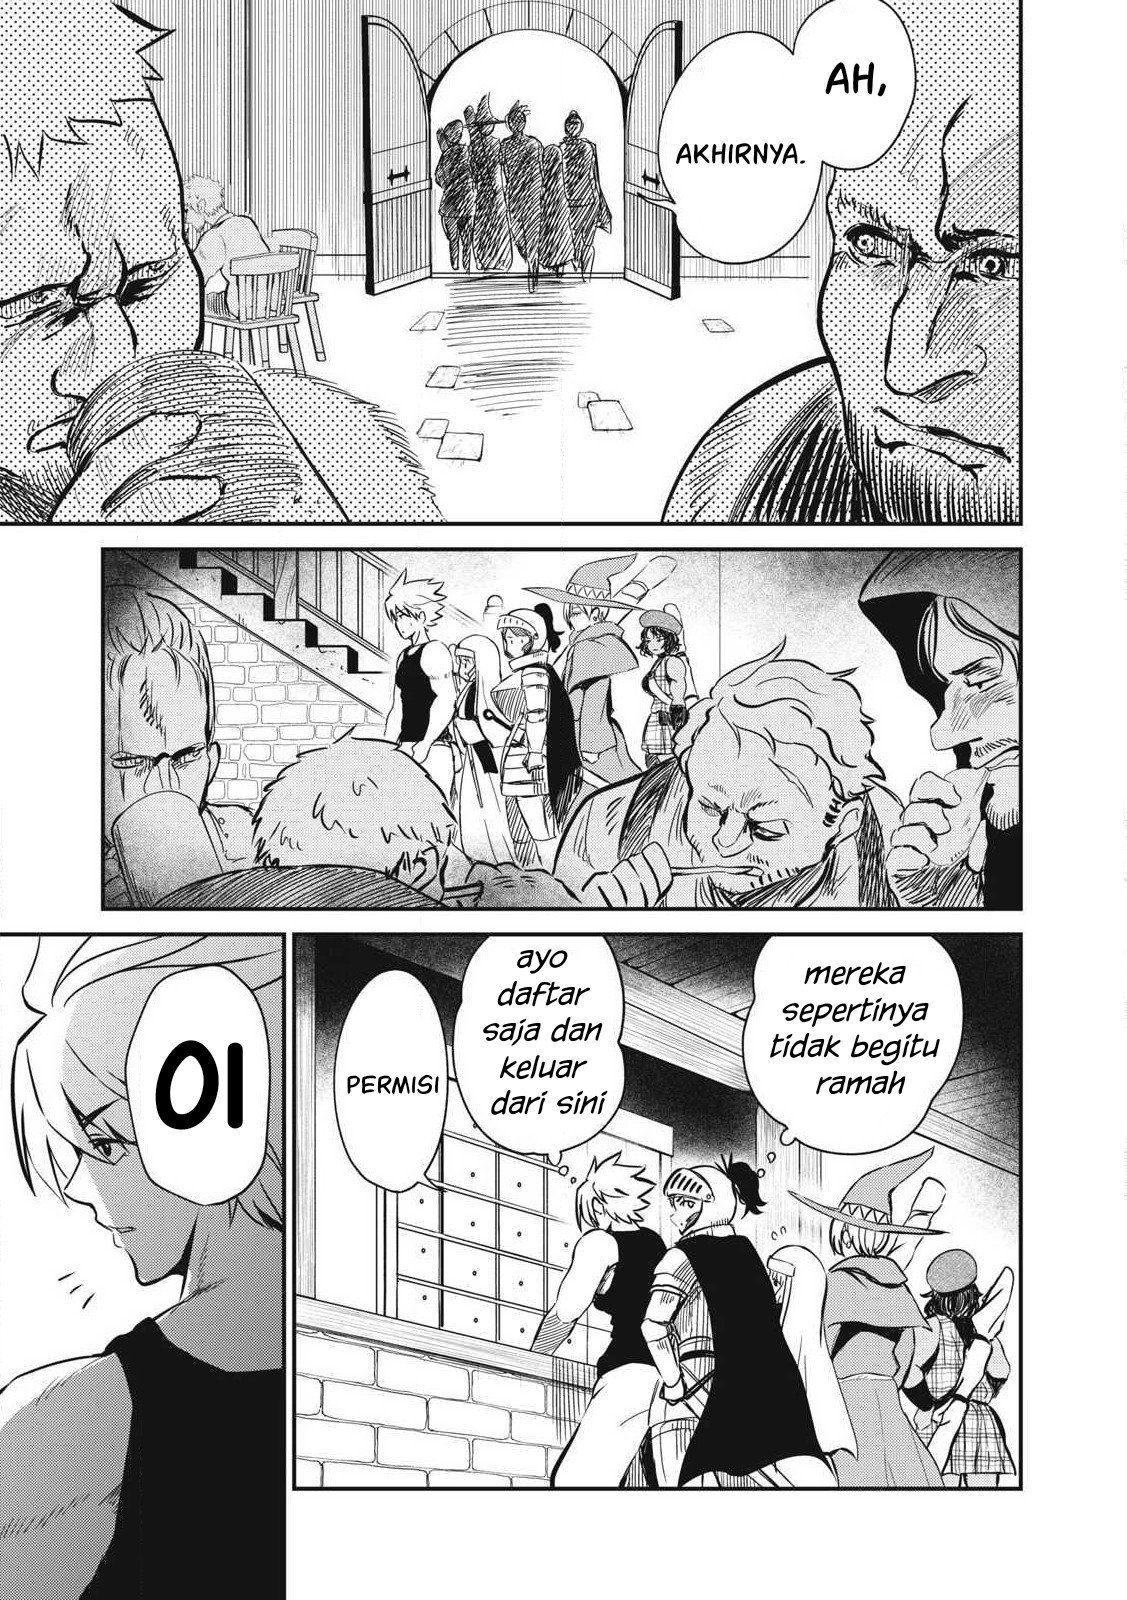 AH,
AKHIRNYA.
mereka
sepertinya
tidak begitu
ramah
ayo
daftar
saja dan
keluar
dari sini
PERMISI
OI